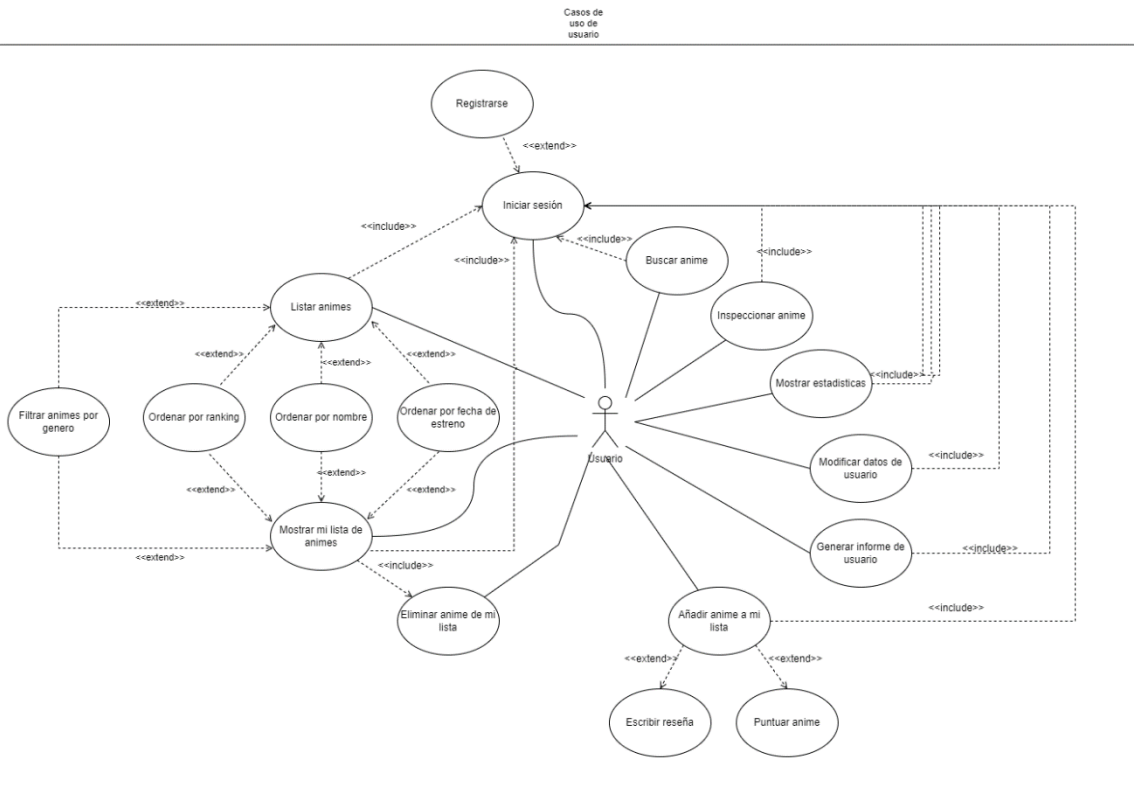 Casos de
uso de
usuario
Registrarse
<<extend>>
Iniciar sesión
<<include>>
<<include>>
<<include>>
Buscar anime
<<include>>
Listar animes
<<extend>>
Inspeccionar anime
<<extend>>
<<extend>>
<<extend>>
Mostrar estadisticas
<<include>>
Filtrar animes por
genero
Ordenar por ranking
Ordenar por nombre
Ordenar por fecha de
estreno
Usuario
Modificar datos de
usuario
<<include>>
<<extend>>
<<extend>>
<<extend>>
Mostrar mi lista de
animes
<<extend>>
<<include>>
Generar informe de
usuario
<<include>>
Eliminar anime de mi
lista
Añadir anime a mi
lista
<<include>>
<<extend>>
<<extend>>
Escribir reseña
Puntuar anime